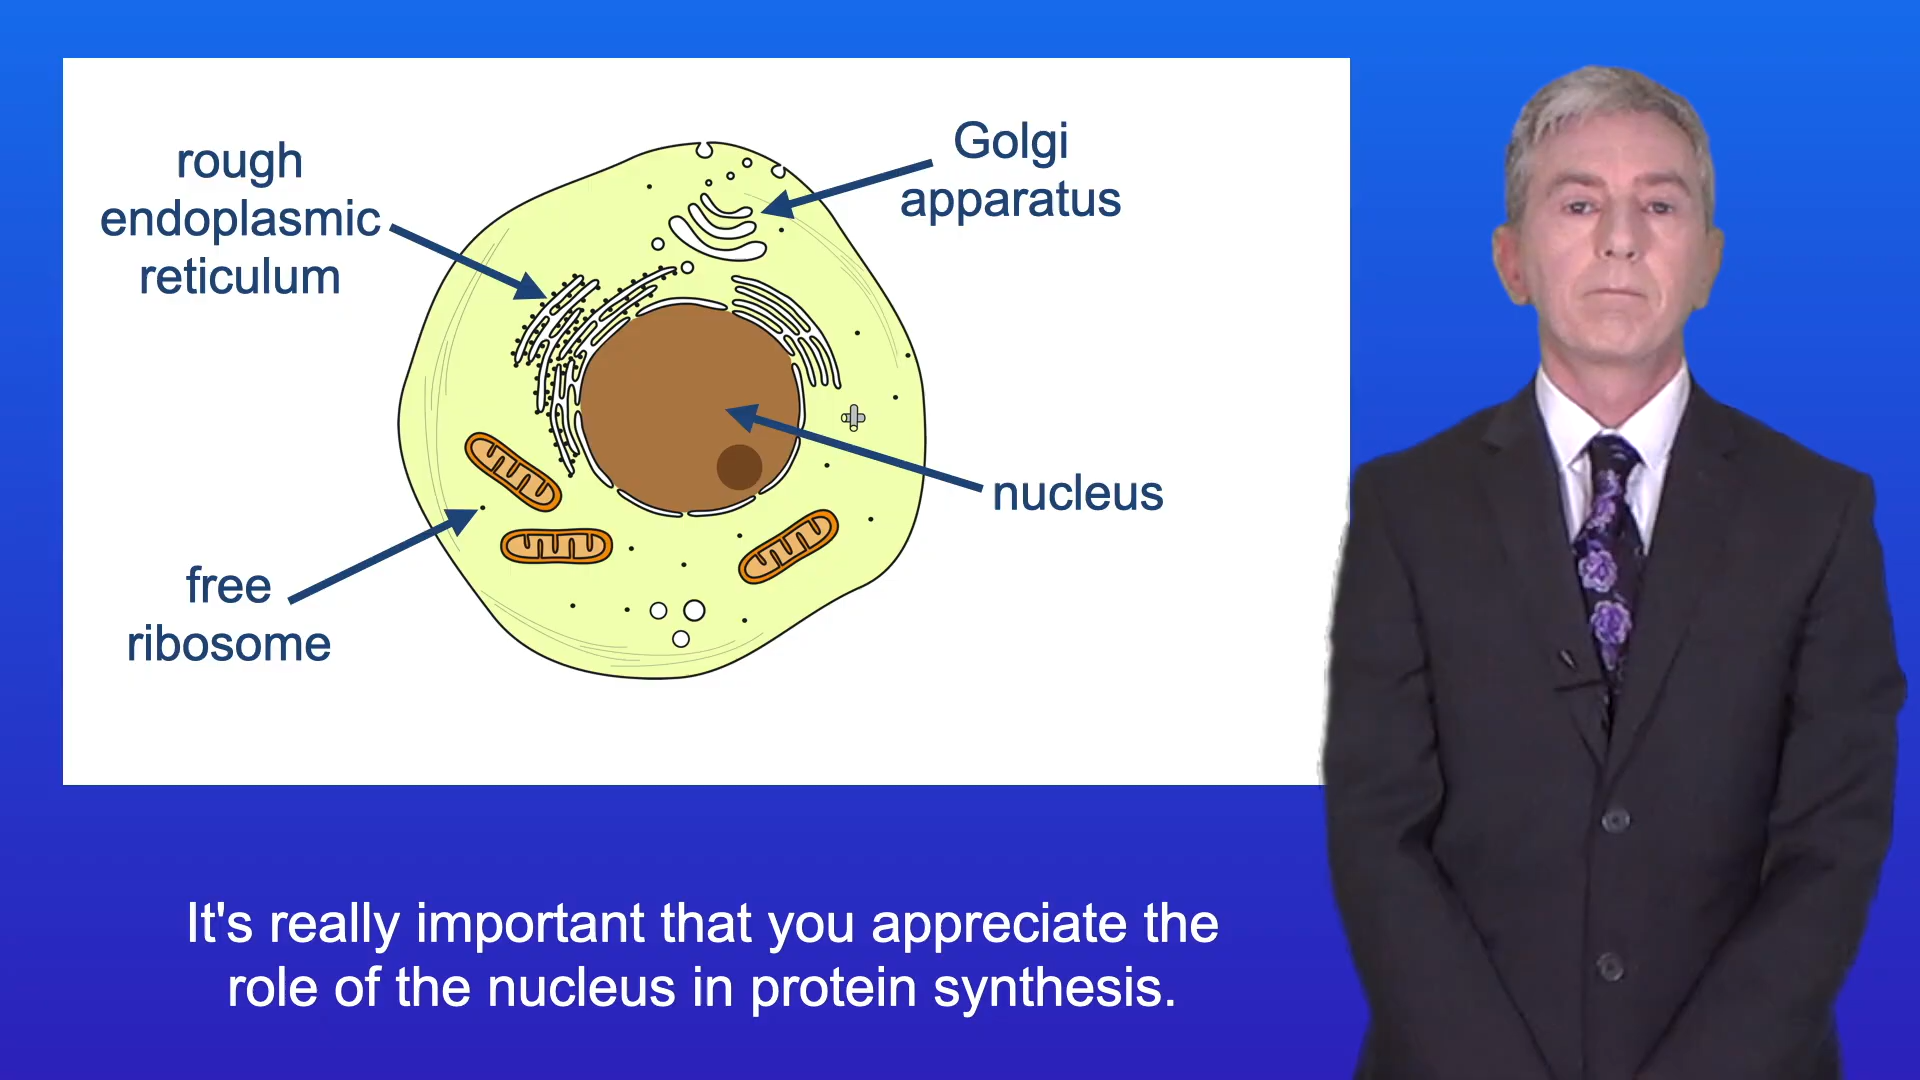 rough
endoplasmic
reticulum
Golgi
apparatus
nucleus
free
ribosome
It's really important that you appreciate the
role of the nucleus in protein synthesis.